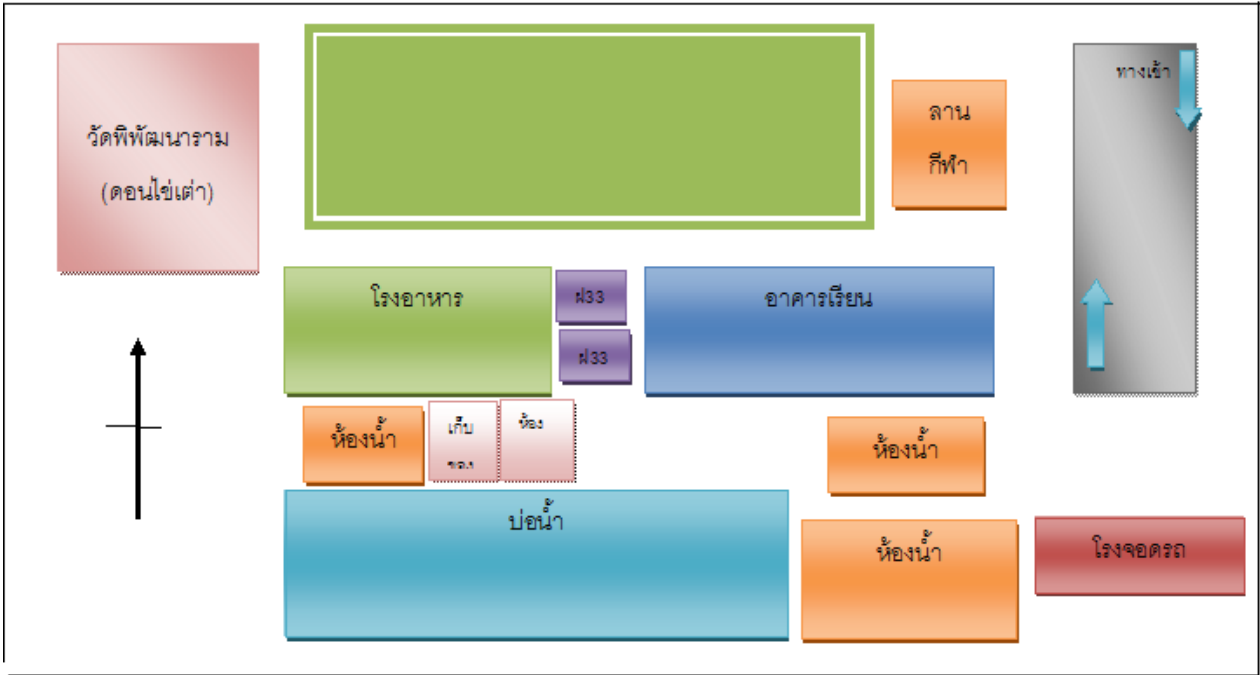 ทางเข้า
ลาน
กีฬา
วัดพิพัฒนาราม
(ดอนไข่เต่า)
โรงอาหาร
ฝ33
อาคารเรียน
ฝ33
ห้องน้ำ
เก็บ
ของ
ห้อง
ห้องน้ำ
บ่อน้ำ
ห้องน้ำ
โรงจอดรถ